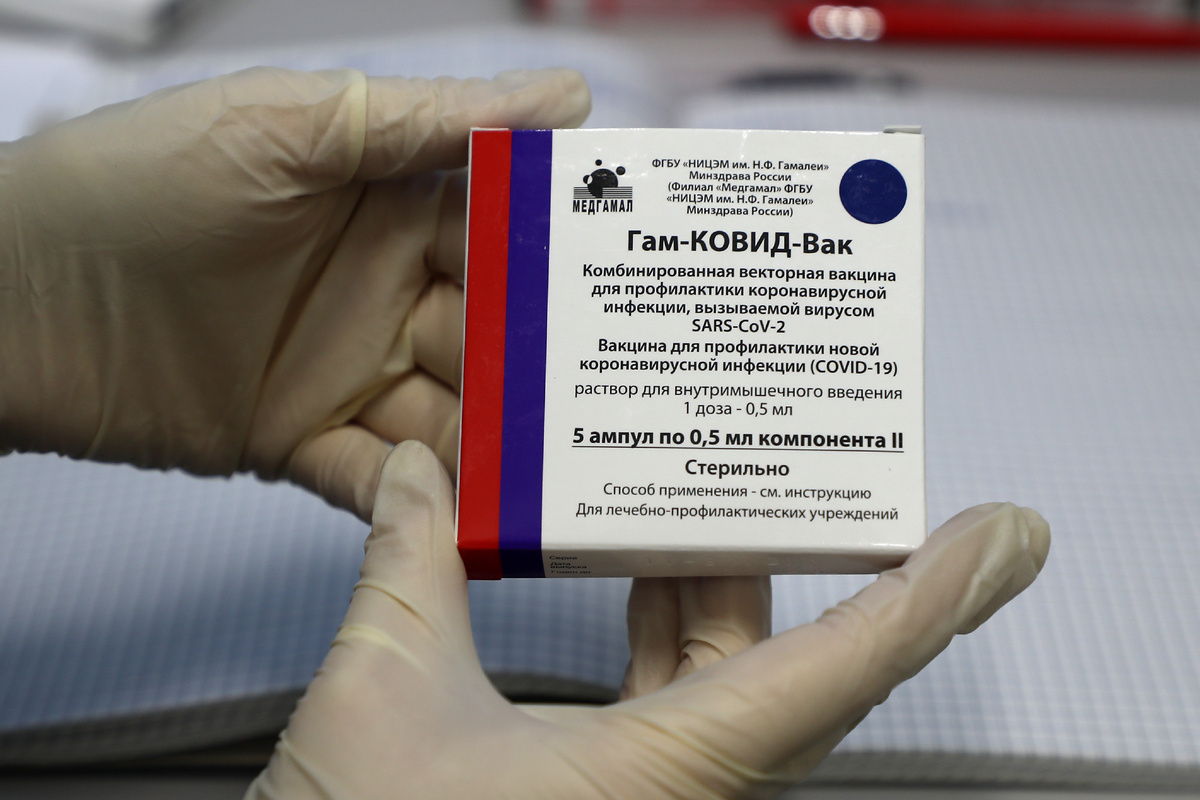 МЕДГАМАЛ
ФГБУ «НИЦЭМ им. Н.Ф. Гамалеи»
Минздрава России
(Филиал «Медгамал» ФГБУ
«НИЦЭМ им. Н.Ф. Гамалеи»
Минздрава России)
Гам-КОВИД-Вак
Комбинированная векторная вакцина
для профилактики коронавирусной
инфекции, вызываемой вирусом
SARS-CoV-2
Вакцина для профилактики новой
коронавирусной инфекции (COVID-19)
раствор для внутримышечного введения
1 доза - 0,5 мл
5 ампул по 0,5 мл компонента II
Стерильно
Способ применения - см. инструкцию
Для лечебно-профилактических учреждений
Серия
Дата
выпуска